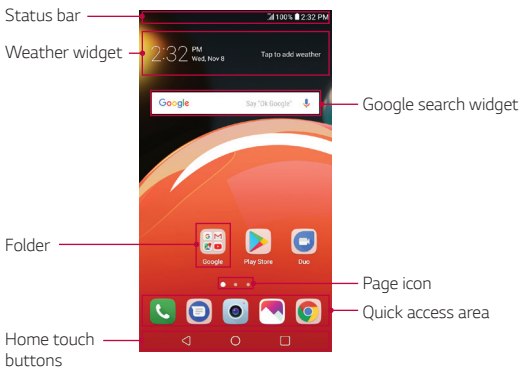 Status bar
100% 2:32 PM
Weather widget
2:32 PM
Wed, Nov 8
Tap to add weather
Google
Say "Ok Google"
Google search widget
Folder
G M
Google
Play Store
Duo
Page icon
Quick access area
Home touch
buttons